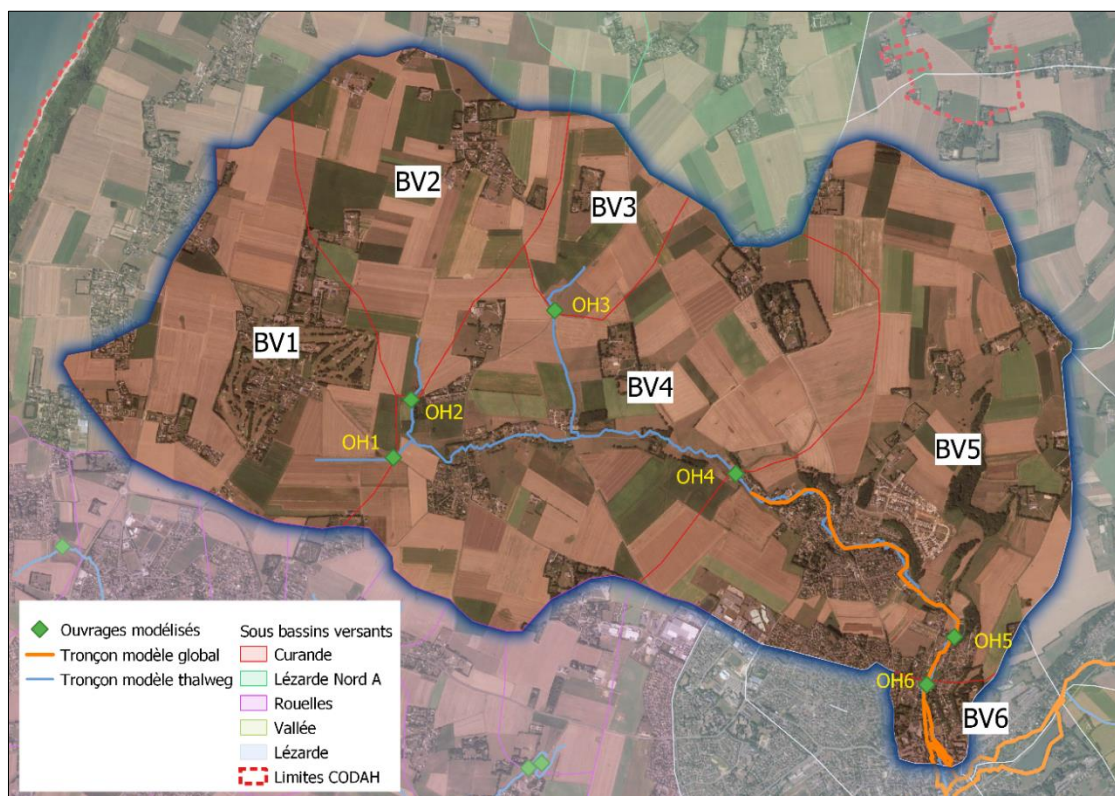 BV2
BV3
OH3
BV1
BV4
OH2
OH1
OH4
BV5
OH5
OH6
BV6
Ouvrages modélisés
Tronçon modèle global
Tronçon modèle thalweg
Sous bassins versants
Curande
Lézarde Nord A
Rouelles
Vallée
Lézarde
Limites CODAH